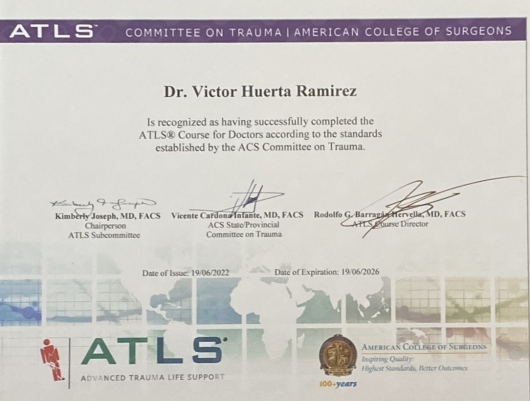 ATLS™ COMMITTEE ON TRAUMA | AMERICAN COLLEGE OF SURGEONS
Dr. Victor Huerta Ramirez
Is recognized as having successfully completed the
ATLS® Course for Doctors according to the standards
established by the ACS Committee on Trauma.
Kimberly Joseph, MD, FACS
Chairperson
ATLS Subcommittee
Vicente Cardona Infante, MD, FACS
ACS State/Provincial
Committee on Trauma
Rodolfo G. Barragán Hervella, MD, FACS
ATLS Course Director
Date of Issue: 19/06/2022 Date of Expiration: 19/06/2026
ATLS®
ADVANCED TRAUMA LIFE SUPPORT
AMERICAN COLLEGE OF SURGEONS
Inspiring Quality:
Highest Standards, Better Outcomes
100+years